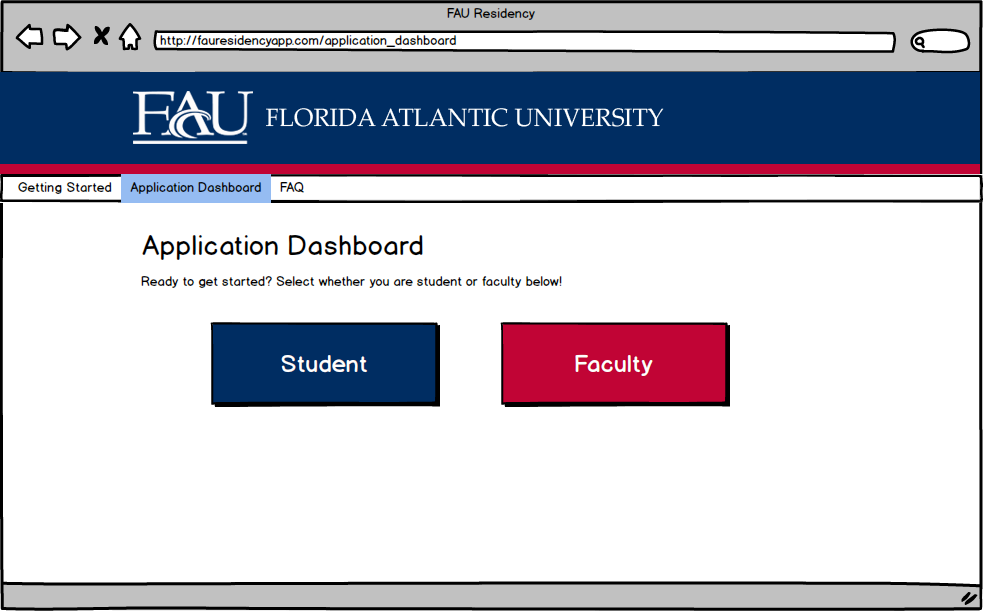 FAU Residency
http://fauresidencyapp.com/application_dashboard
FAU FLORIDA ATLANTIC UNIVERSITY
Getting Started Application Dashboard FAQ
Application Dashboard
Ready to get started? Select whether you are student or faculty below!
Student Faculty